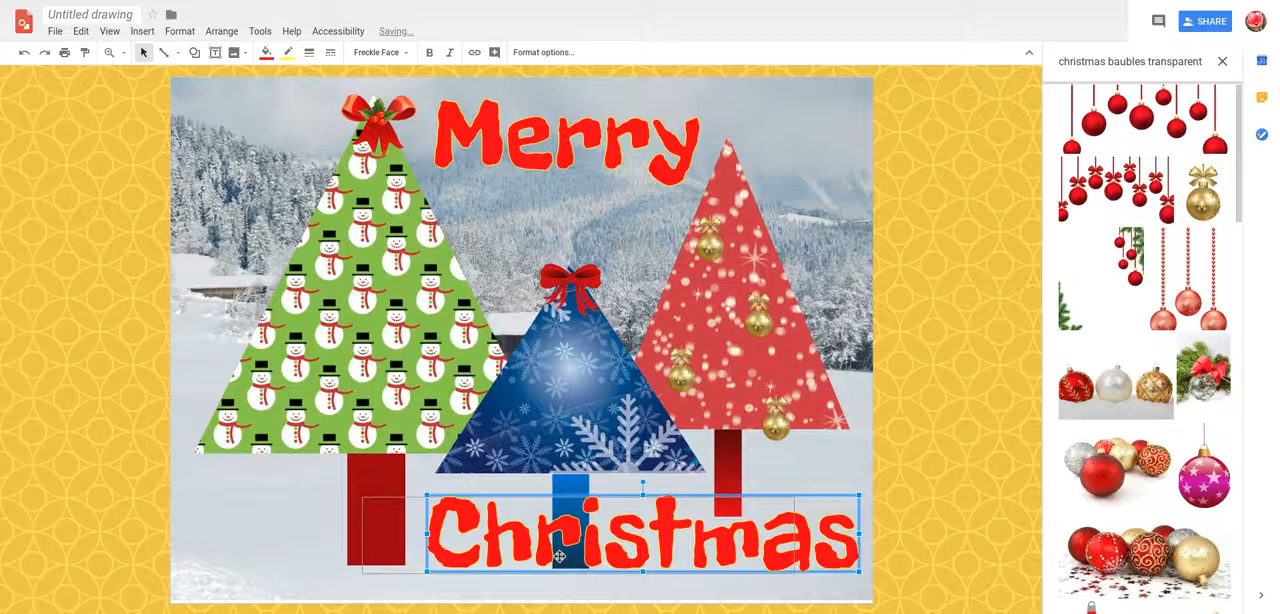 Untitled drawing
File Edit View Insert Format Arrange Tools Help Accessibility Saving...
SHARE
Freckle Face B I Format options...
christmas baubles transparent
Merry
Christmas